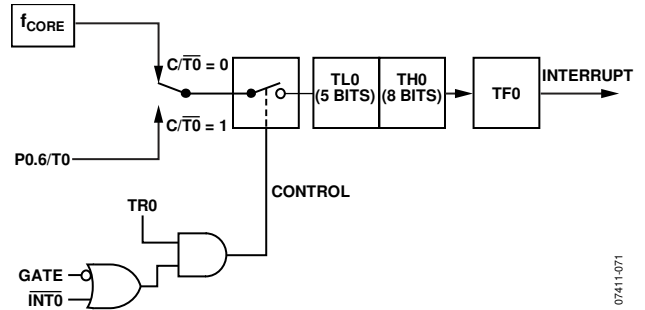 fCORE
C/T0 = 0
TL0
(5 BITS)
TH0
(8 BITS)
TF0
INTERRUPT
C/T0 = 1
P0.6/T0
CONTROL
TR0
GATE
INT0
07411-071